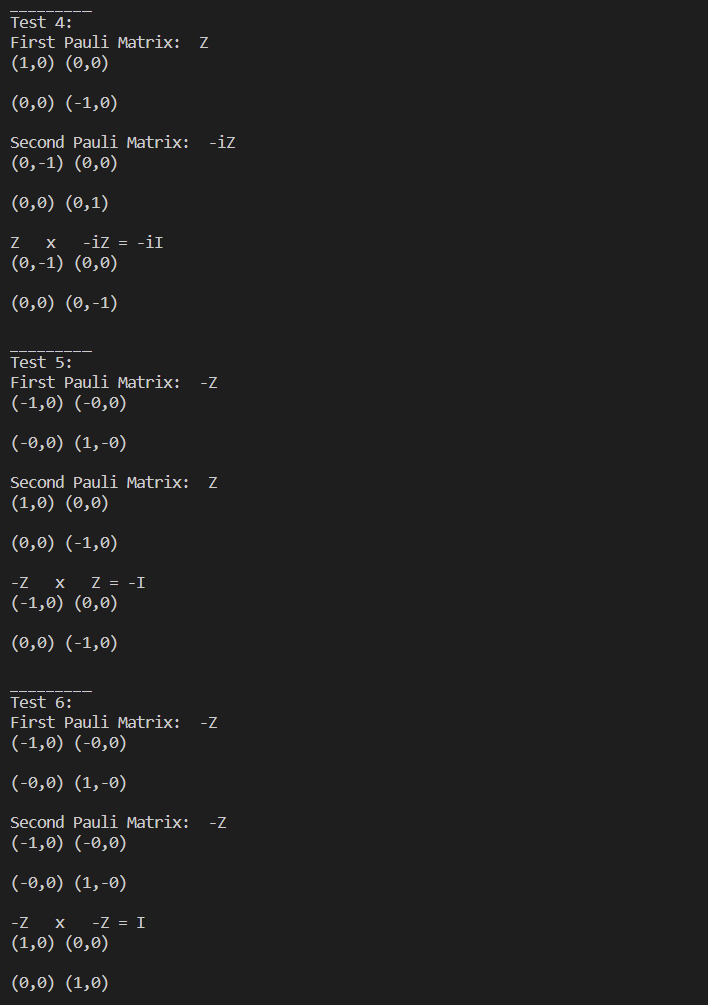 _________
Test 4:
First Pauli Matrix:  Z
(1,0) (0,0)
(0,0) (-1,0)
Second Pauli Matrix:  -iZ
(0,-1) (0,0)
(0,0) (0,1)
Z   x   -iZ = -iI
(0,-1) (0,0)
(0,0) (0,-1)
_________
Test 5:
First Pauli Matrix:  -Z
(-1,0) (-0,0)
(-0,0) (1,-0)
Second Pauli Matrix:  Z
(1,0) (0,0)
(0,0) (-1,0)
-Z   x   Z = -I
(-1,0) (0,0)
(0,0) (-1,0)
_________
Test 6:
First Pauli Matrix:  -Z
(-1,0) (-0,0)
(-0,0) (1,-0)
Second Pauli Matrix:  -Z
(-1,0) (-0,0)
(-0,0) (1,-0)
-Z   x   -Z = I
(1,0) (0,0)
(0,0) (1,0)